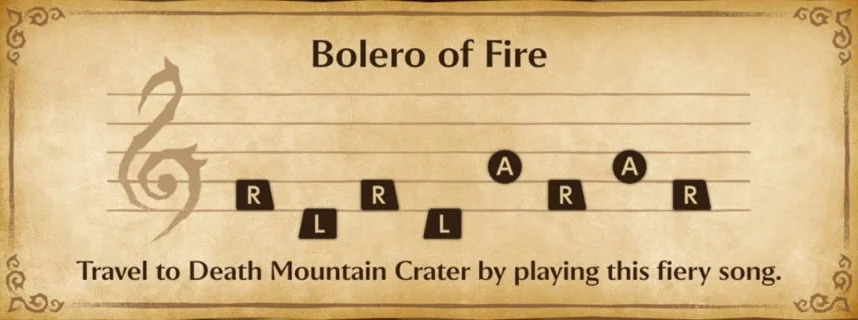 Bolero of Fire
R L R L A R A R
Travel to Death Mountain Crater by playing this fiery song.